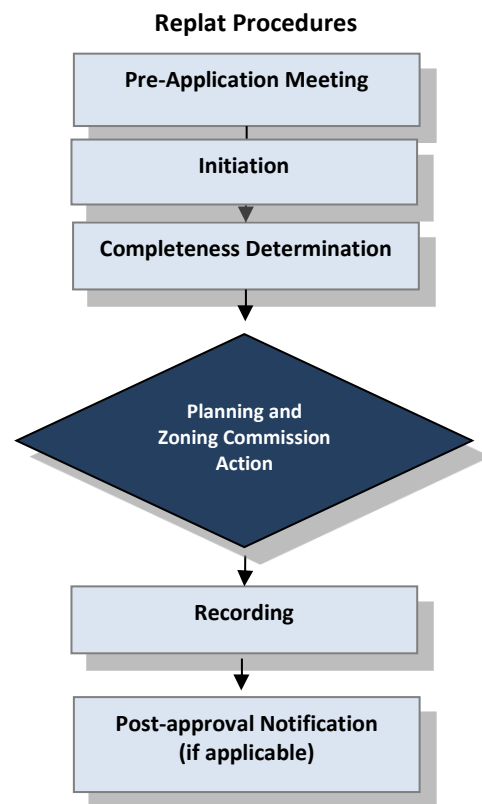 Replat Procedures
Pre-Application Meeting
Initiation
Completeness Determination
Planning and
Zoning Commission
Action
Recording
Post-approval Notification
(if applicable)